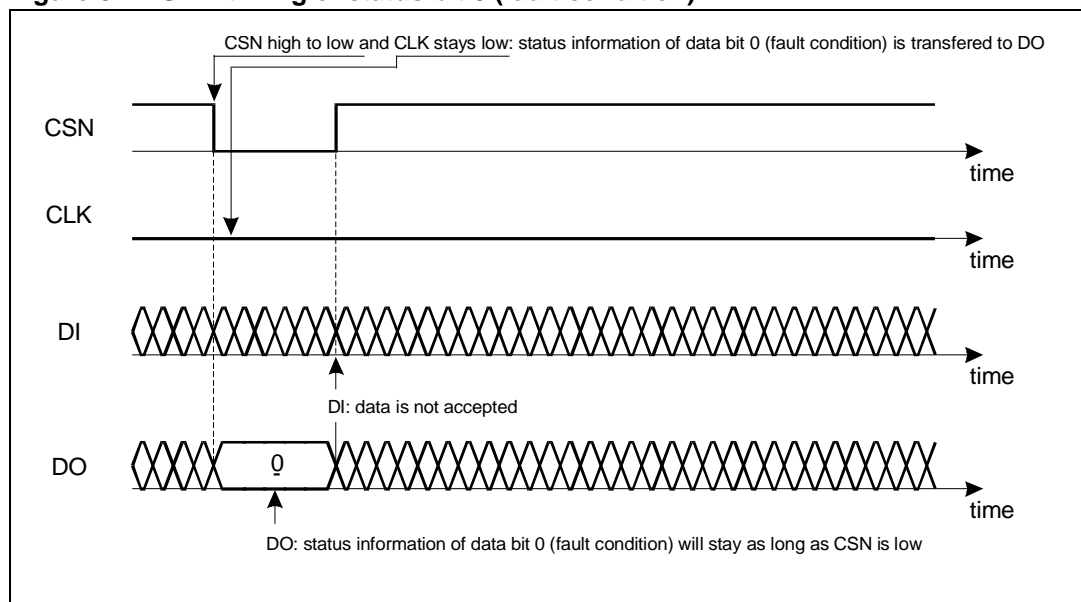 CSN high to low and CLK stays low: status information of data bit 0 (fault condition) is transfered to DO
CSN
time
CLK
time
DI
time
DI: data is not accepted
DO
0
time
DO: status information of data bit 0 (fault condition) will stay as long as CSN is low